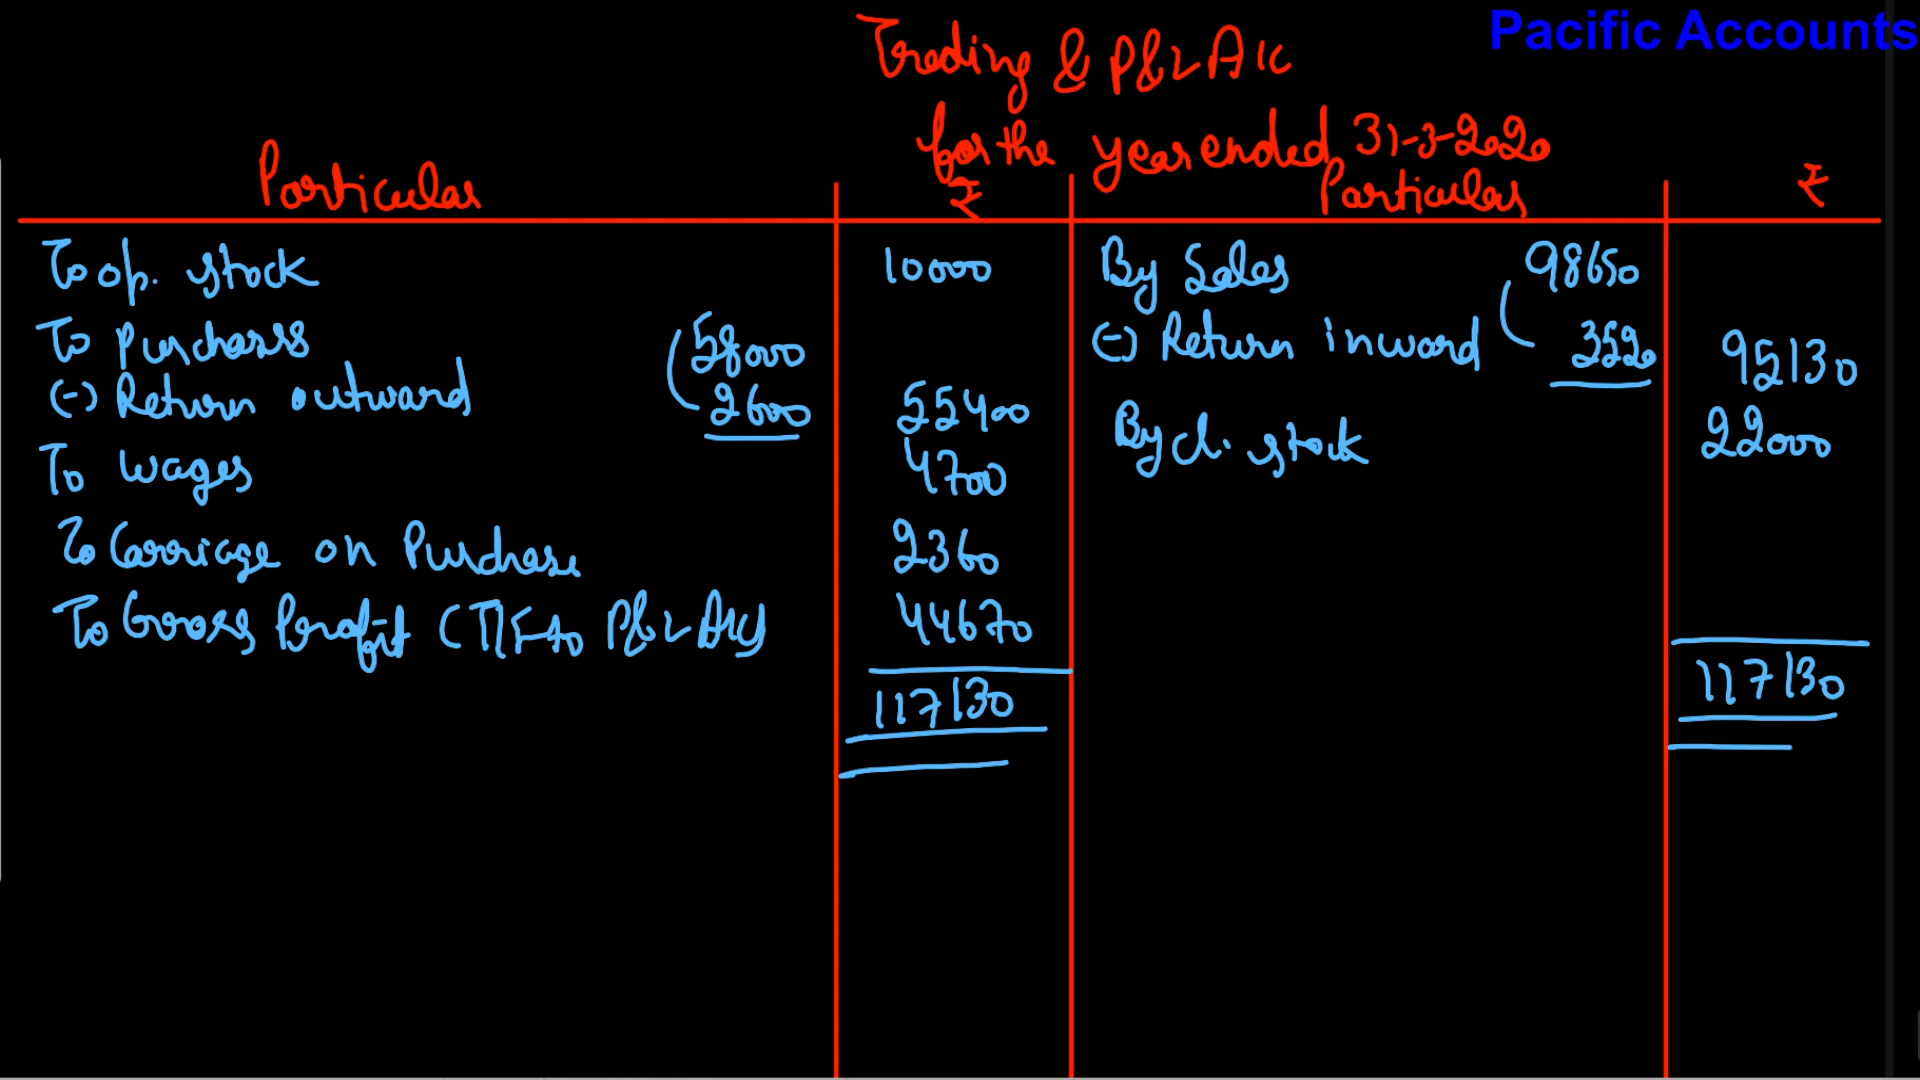 Pacific Accounts
Trading & P&L A/c
for the year ended 31-3-2020
Particular ₹ Particular ₹
To op. stock 10000 By Sales 98650
To Purchases 58000 (-) Return inward 3520 95130
(-) Return outward 2600 55400 By cl. stock 22000
To wages 4700
To Carriage on Purchase 2360
To Gross Profit (T/F to P&L A/c) 44670
117130 117130